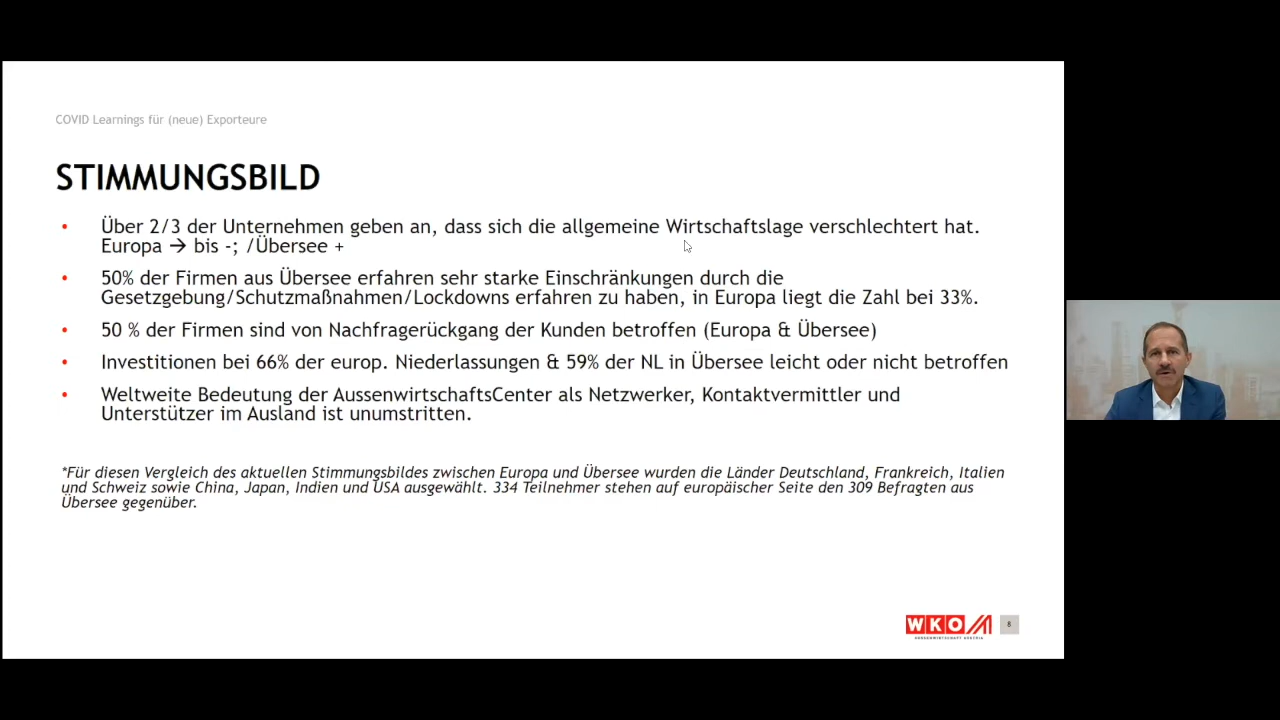 COVID Learnings für (neue) Exporteure
STIMMUNGSBILD
• Über 2/3 der Unternehmen geben an, dass sich die allgemeine Wirtschaftslage verschlechtert hat.
Europa → bis -; /Übersee +
• 50% der Firmen aus Übersee erfahren sehr starke Einschränkungen durch die
Gesetzgebung/Schutzmaßnahmen/Lockdowns erfahren zu haben, in Europa liegt die Zahl bei 33%.
• 50 % der Firmen sind von Nachfragerückgang der Kunden betroffen (Europa & Übersee)
• Investitionen bei 66% der europ. Niederlassungen & 59% der NL in Übersee leicht oder nicht betroffen
• Weltweite Bedeutung der AussenwirtschaftsCenter als Netzwerker, Kontaktvermittler und
Unterstützer im Ausland ist unumstritten.
*Für diesen Vergleich des aktuellen Stimmungsbildes zwischen Europa und Übersee wurden die Länder Deutschland, Frankreich, Italien
und Schweiz sowie China, Japan, Indien und USA ausgewählt. 334 Teilnehmer stehen auf europäischer Seite den 309 Befragten aus
Übersee gegenüber.
WKO
AUSSENWIRTSCHAFT AUSTRIA
8